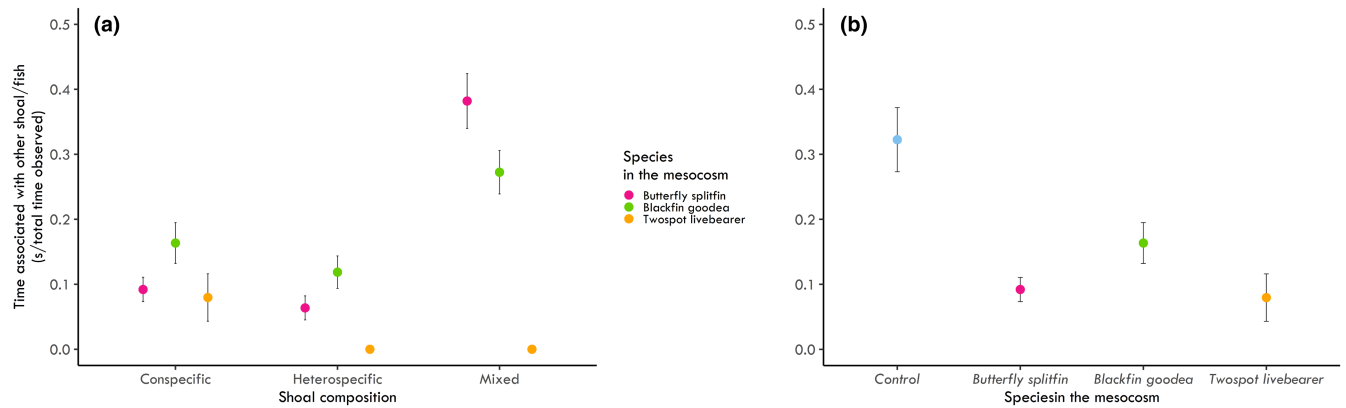 (a)
0.5
0.4
0.3
0.2
0.1
0.0
Time associated with other shoal/fish
(s/total time observed)
Conspecific
Heterospecific
Mixed
Shoal composition
Species
in the mesocosm
Butterfly splitfin
Blackfin goodea
Twospot livebearer
(b)
0.5
0.4
0.3
0.2
0.1
0.0
Control
Butterfly splitfin
Blackfin goodea
Twospot livebearer
Speciesin the mesocosm